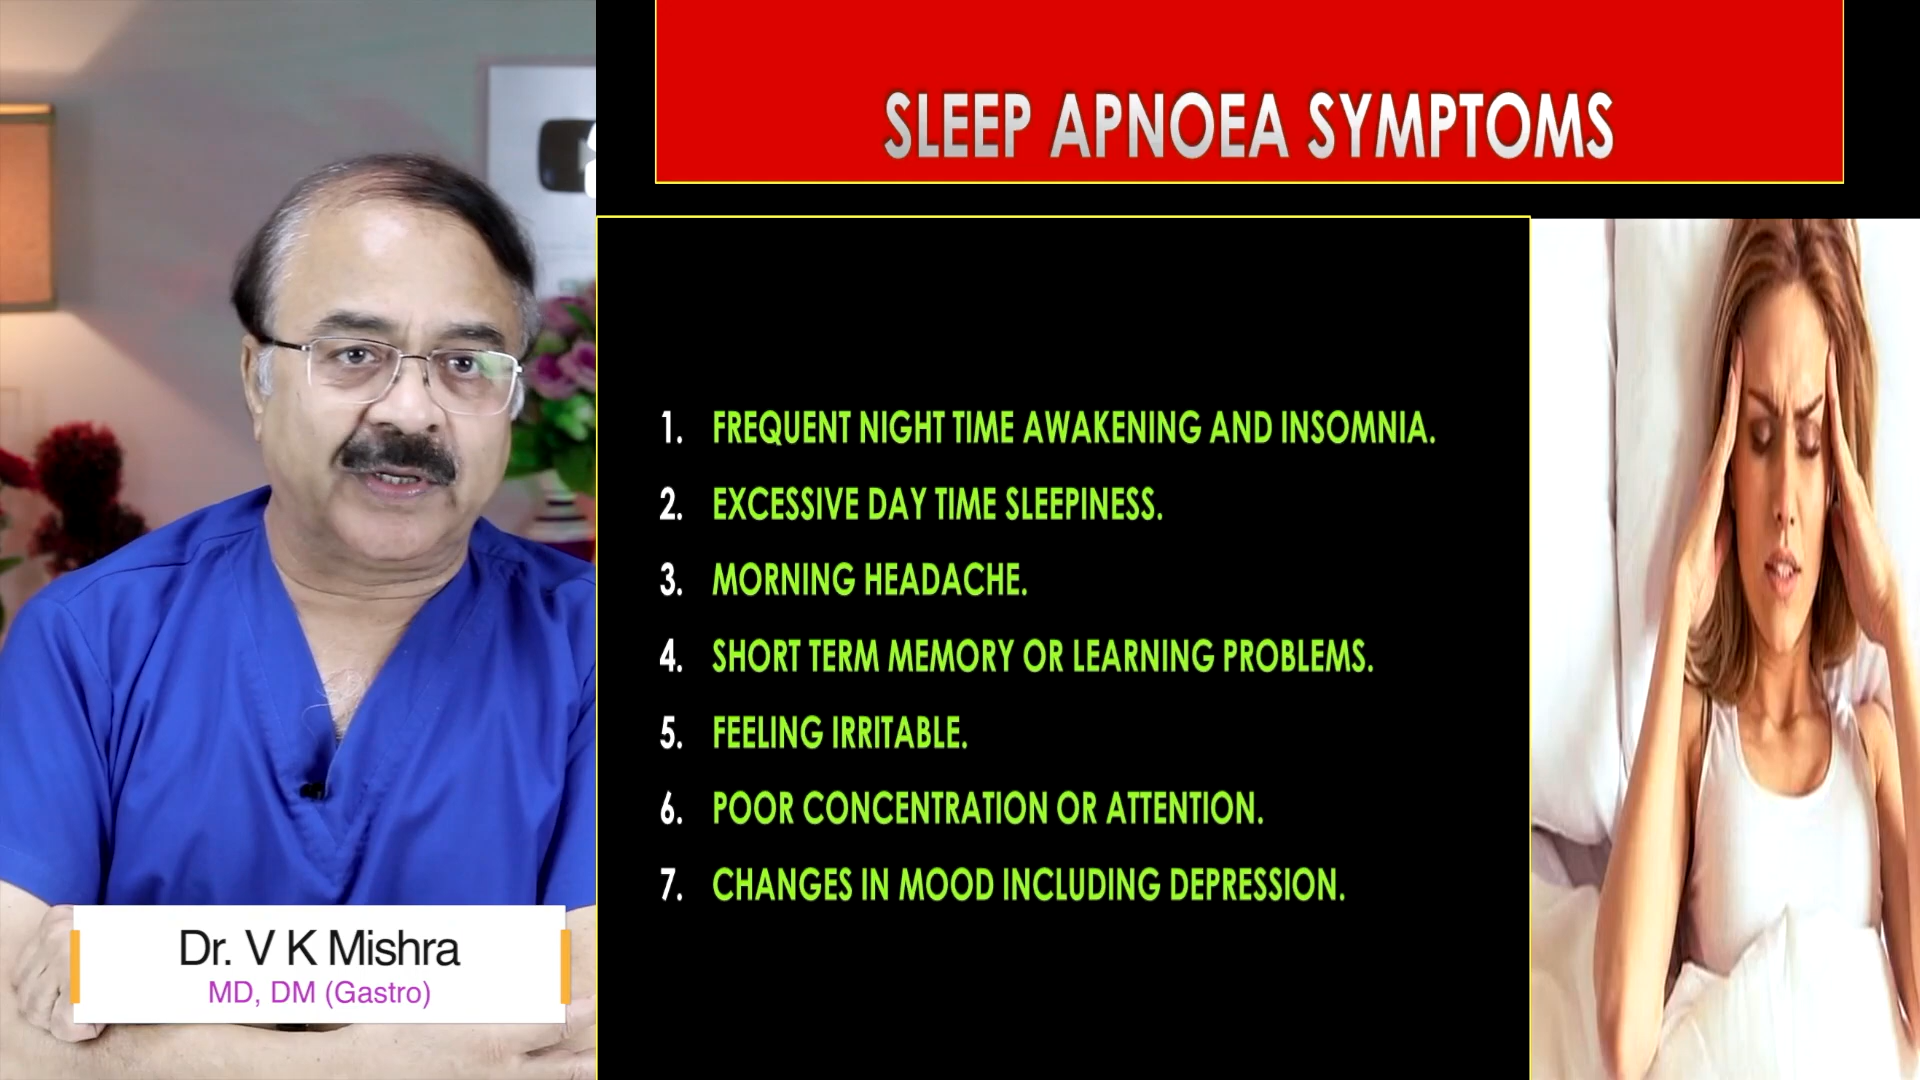 SLEEP APNOEA SYMPTOMS
1. FREQUENT NIGHT TIME AWAKENING AND INSOMNIA.
2. EXCESSIVE DAY TIME SLEEPINESS.
3. MORNING HEADACHE.
4. SHORT TERM MEMORY OR LEARNING PROBLEMS.
5. FEELING IRRITABLE.
6. POOR CONCENTRATION OR ATTENTION.
7. CHANGES IN MOOD INCLUDING DEPRESSION.
Dr. V K Mishra
MD, DM (Gastro)